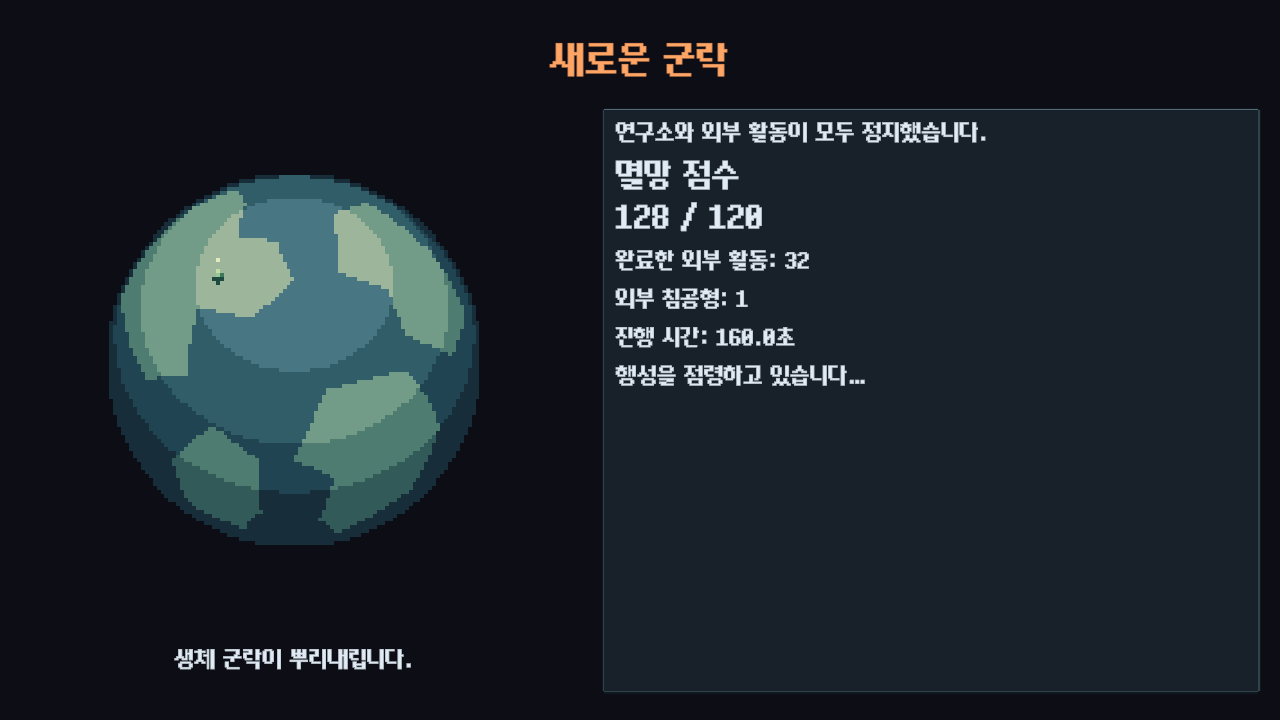 새로운 군락
연구소와 외부 활동이 모두 정지했습니다.
멸망 점수
128 / 120
완료한 외부 활동: 32
외부 침공형: 1
진행 시간: 160.0초
행성을 점령하고 있습니다...
생체 군락이 뿌리내립니다.